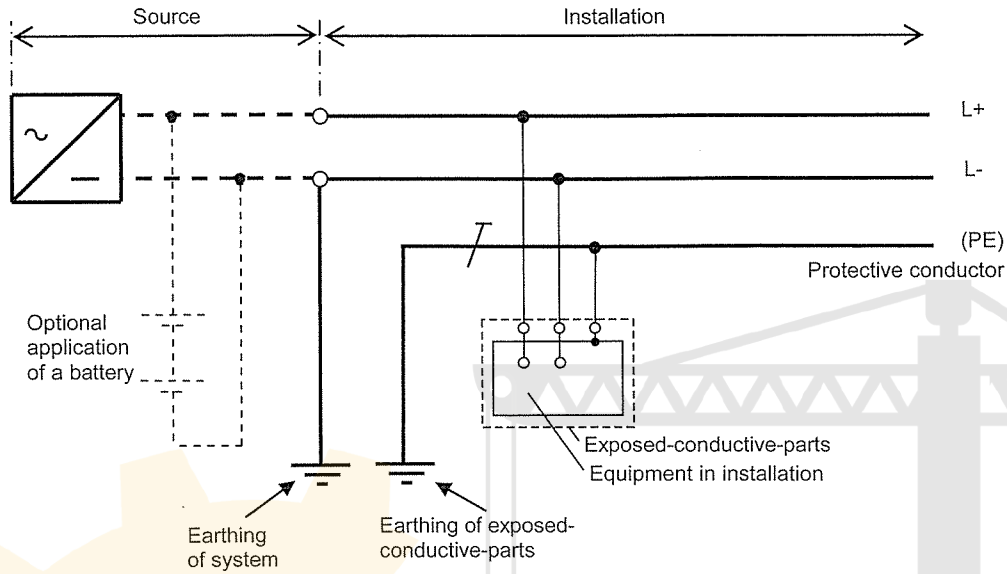 Source
Installation
L+
L-
(PE)
Protective conductor
Optional
application
of a battery
Exposed-conductive-parts
Equipment in installation
Earthing
of system
Earthing of exposed-
conductive-parts